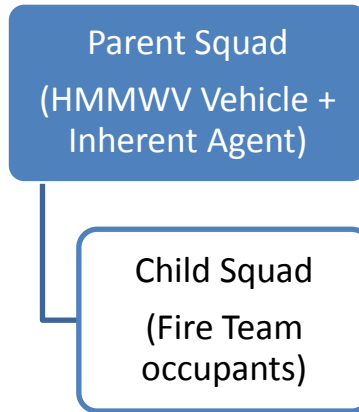 Parent Squad
(HMMWV Vehicle +
Inherent Agent)
Child Squad
(Fire Team
occupants)